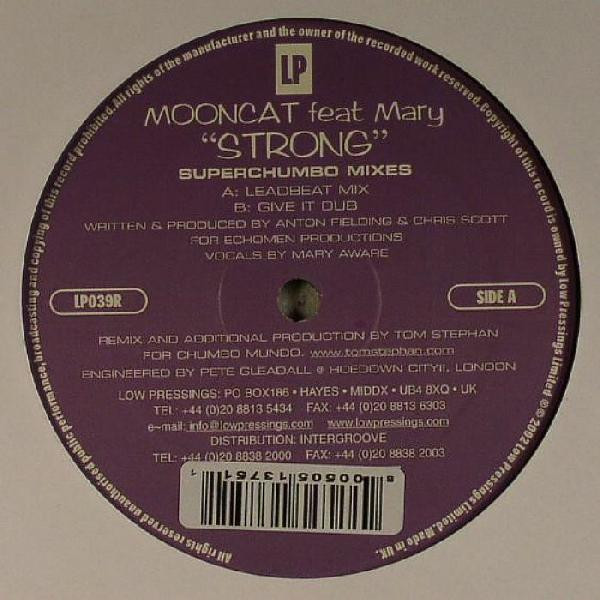 LP
MOONCAT feat Mary
"STRONG"
SUPERCHUMBO MIXES
A: LEADBEAT MIX
B: GIVE IT DUB
WRITTEN & PRODUCED BY ANTON FIELDING & CHRIS SCOTT
FOR ECHOMEN PRODUCTIONS
VOCALS BY MARY AWARE
LP039R
SIDE A
REMIX AND ADDITIONAL PRODUCTION BY TOM STEPHAN
FOR CHUMBO MUNDO. www.tomstephan.com
ENGINEERED BY PETE GLEADALL @ HOEDOWN CITY!!, LONDON
LOW PRESSINGS: PO BOX186 • HAYES • MIDDX • UB4 8XQ • UK
TEL: +44 (0)20 8813 5434 FAX: +44 (0)20 8813 6303
e-mail: info@lowpressings.com www.lowpressings.com
DISTRIBUTION: INTERGROOVE
TEL: +44 (0)20 8838 2000 FAX: +44 (0)20 8838 2003
All rights of the manufacturer and the owner of the recorded work reserved. Copyright of this record is owned by Low Pressings Limited ℗ © 2002 Low Pressings Limited. Made in UK.
All rights reserved unauthorised public performance, broadcasting and copying of this record prohibited.